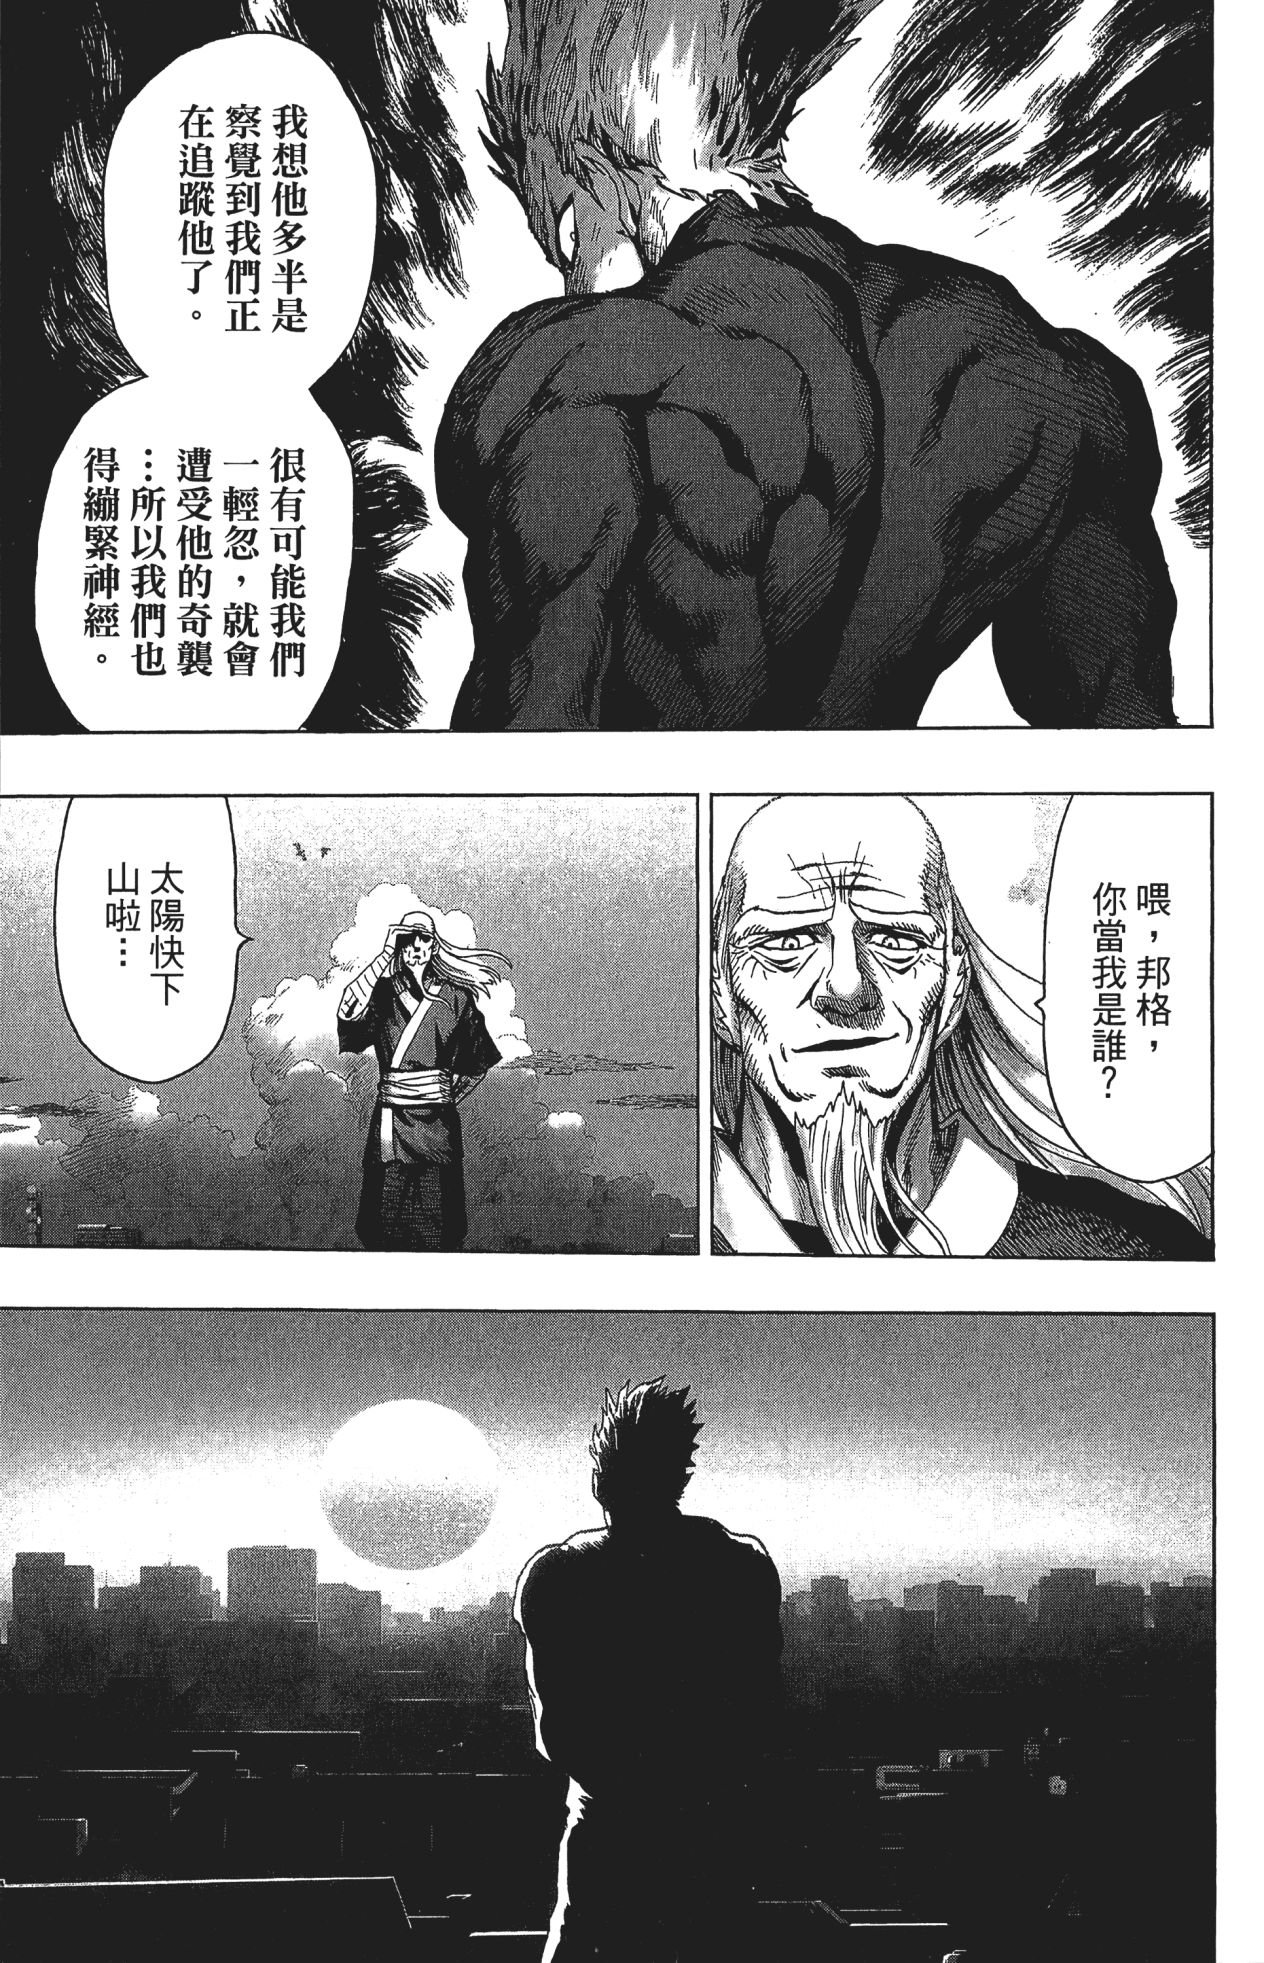 我想他多半是
察覺到我們正
在追蹤他了。
很有可能我們
一輕忽，就會
遭受他的奇襲
…所以我們也
得繃緊神經。
喂，邦格，
你當我是誰？
太陽快下
山啦…